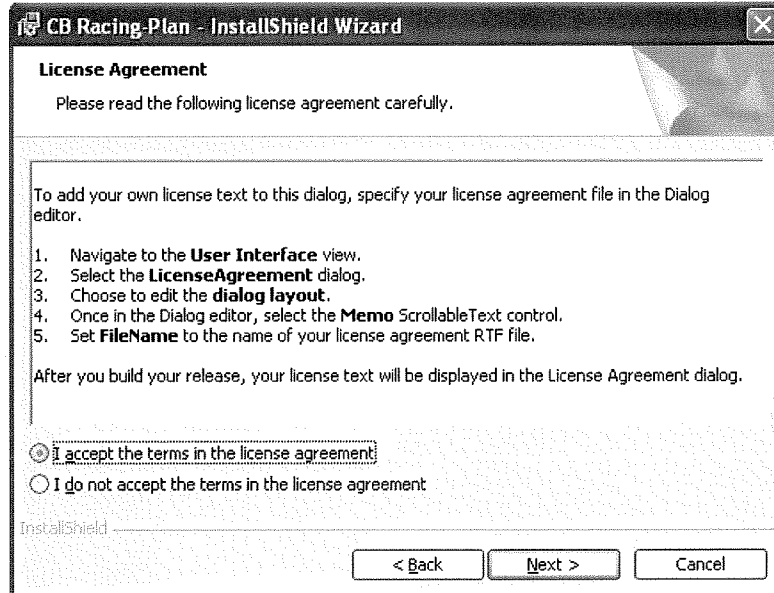 CB Racing-Plan - InstallShield Wizard
License Agreement
Please read the following license agreement carefully.
To add your own license text to this dialog, specify your license agreement file in the Dialog
editor.
1. Navigate to the User Interface view.
2. Select the LicenseAgreement dialog.
3. Choose to edit the dialog layout.
4. Once in the Dialog editor, select the Memo ScrollableText control.
5. Set FileName to the name of your license agreement RTF file.
After you build your release, your license text will be displayed in the License Agreement dialog.
I accept the terms in the license agreement
I do not accept the terms in the license agreement
InstallShield
< Back Next > Cancel